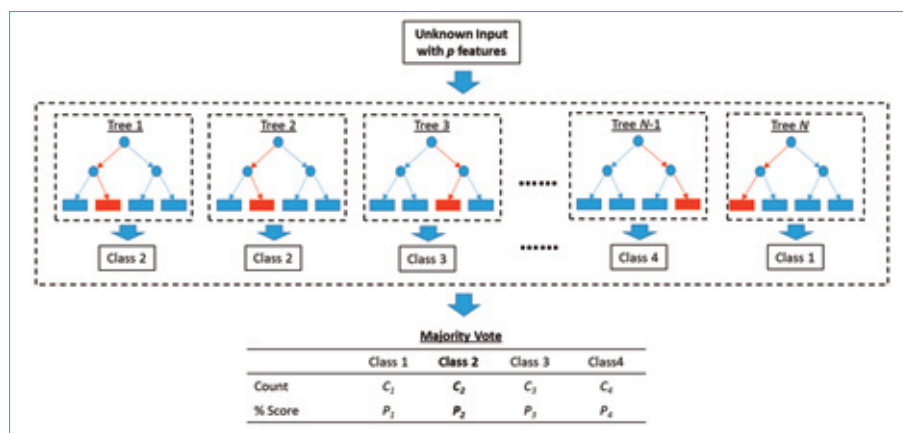 Unknown Input
with p features
Tree 1 Tree 2 Tree 3 Tree N-1 Tree N
......
Class 2 Class 2 Class 3 ...... Class 4 Class 1
Majority Vote
Class 1 Class 2 Class 3 Class4
Count C1 C2 C3 C4
% Score P1 P2 P3 P4